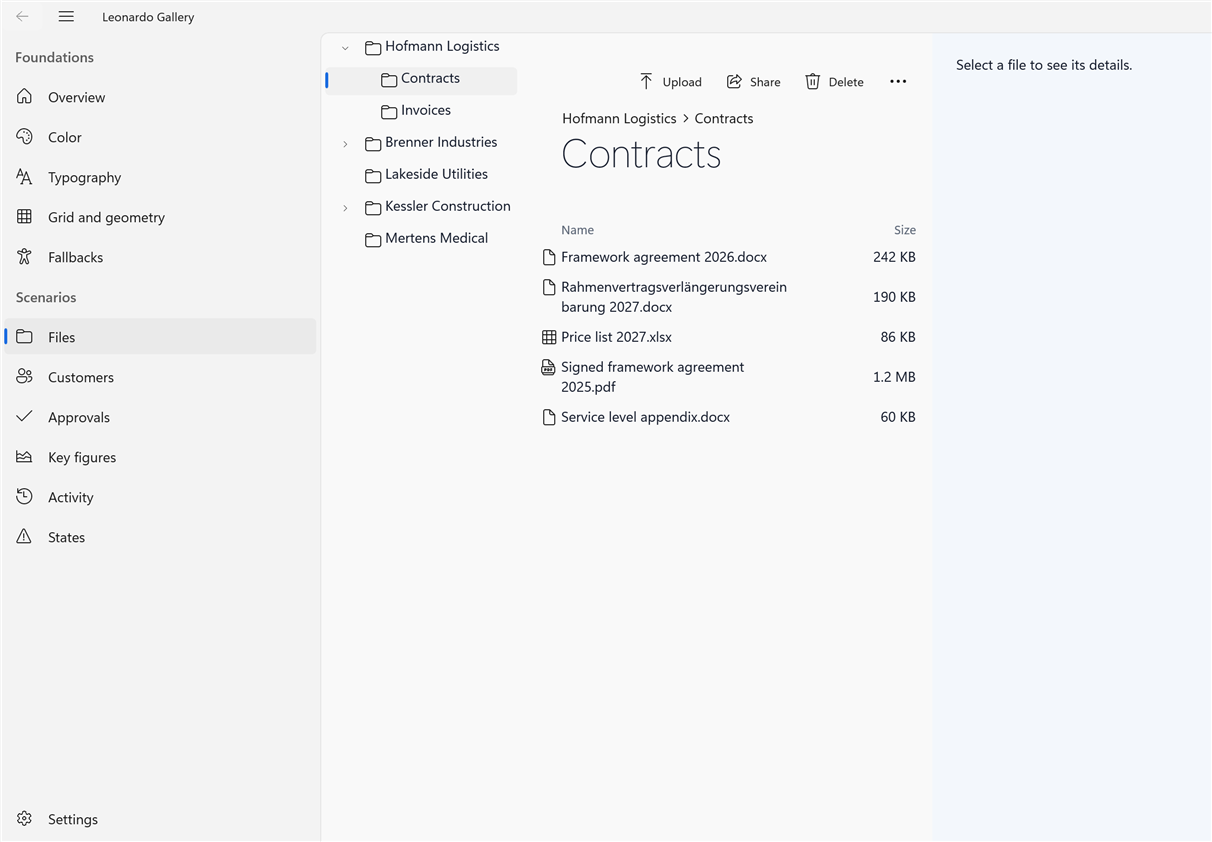 Leonardo Gallery
Foundations
Overview
Color
Typography
Grid and geometry
Fallbacks
Scenarios
Files
Customers
Approvals
Key figures
Activity
States
Settings
Hofmann Logistics
Contracts
Invoices
Brenner Industries
Lakeside Utilities
Kessler Construction
Mertens Medical
Upload Share Delete
Hofmann Logistics > Contracts
Contracts
Name Size
Framework agreement 2026.docx 242 KB
Rahmenvertragsverlängerungsverein
barung 2027.docx 190 KB
Price list 2027.xlsx 86 KB
Signed framework agreement
2025.pdf 1.2 MB
Service level appendix.docx 60 KB
Select a file to see its details.